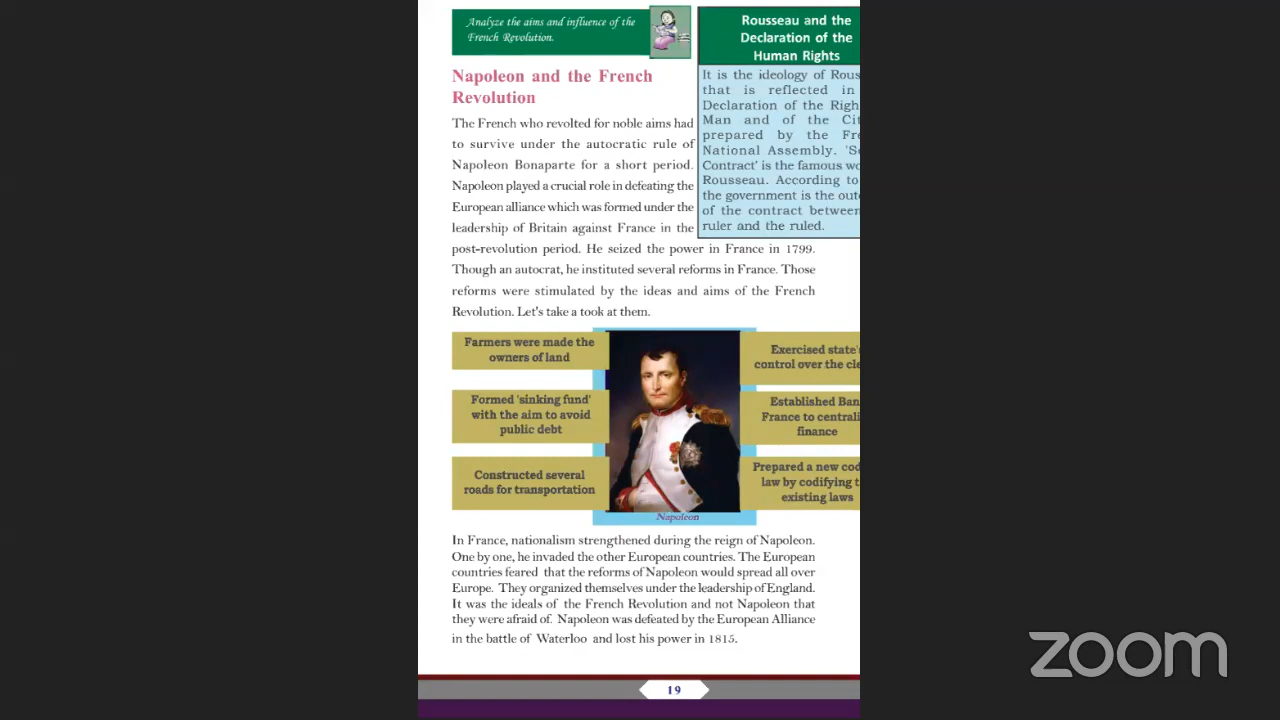 Analyze the aims and influence of the
French Revolution.
Rousseau and the
Declaration of the
Human Rights
It is the ideology of
that is reflected in
Declaration of the
Man and of the
prepared by the
National Assembly.
Contract' is the famous
Rousseau. According to
the government is the
of the contract between
ruler and the ruled.
Napoleon and the French
Revolution
The French who revolted for noble aims had
to survive under the autocratic rule of
Napoleon Bonaparte for a short period.
Napoleon played a crucial role in defeating the
European alliance which was formed under the
leadership of Britain against France in the
post-revolution period. He seized the power in France in 1799.
Though an autocrat, he instituted several reforms in France. Those
reforms were stimulated by the ideas and aims of the French
Revolution. Let's take a took at them.
Farmers were made the
owners of land
Formed 'sinking fund'
with the aim to avoid
public debt
Constructed several
roads for transportation
Exercised state's
control over the
Established
France to
finance
Prepared a new
law by codifying
existing laws
Napoleon
In France, nationalism strengthened during the reign of Napoleon.
One by one, he invaded the other European countries. The European
countries feared that the reforms of Napoleon would spread all over
Europe. They organized themselves under the leadership of England.
It was the ideals of the French Revolution and not Napoleon that
they were afraid of. Napoleon was defeated by the European Alliance
in the battle of Waterloo and lost his power in 1815.
19
zoom